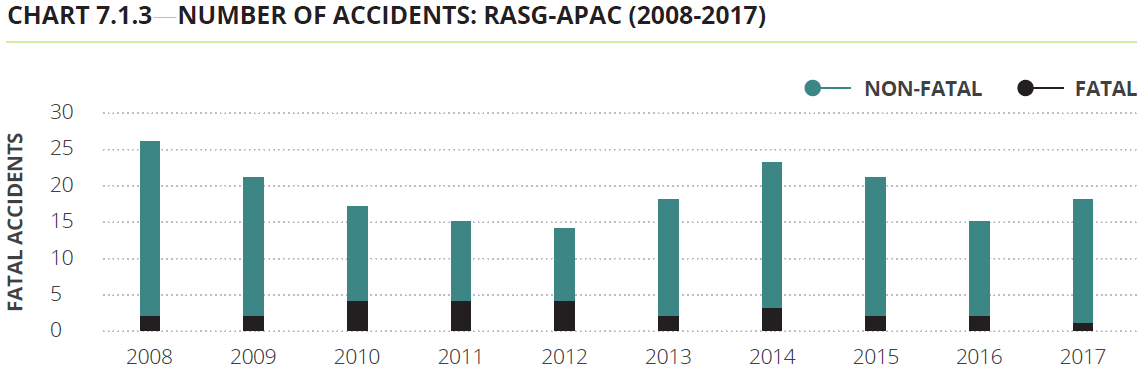 CHART 7.1.3—NUMBER OF ACCIDENTS: RASG-APAC (2008-2017)
NON-FATAL FATAL
FATAL ACCIDENTS
30
25
20
15
10
5
0
2008 2009 2010 2011 2012 2013 2014 2015 2016 2017